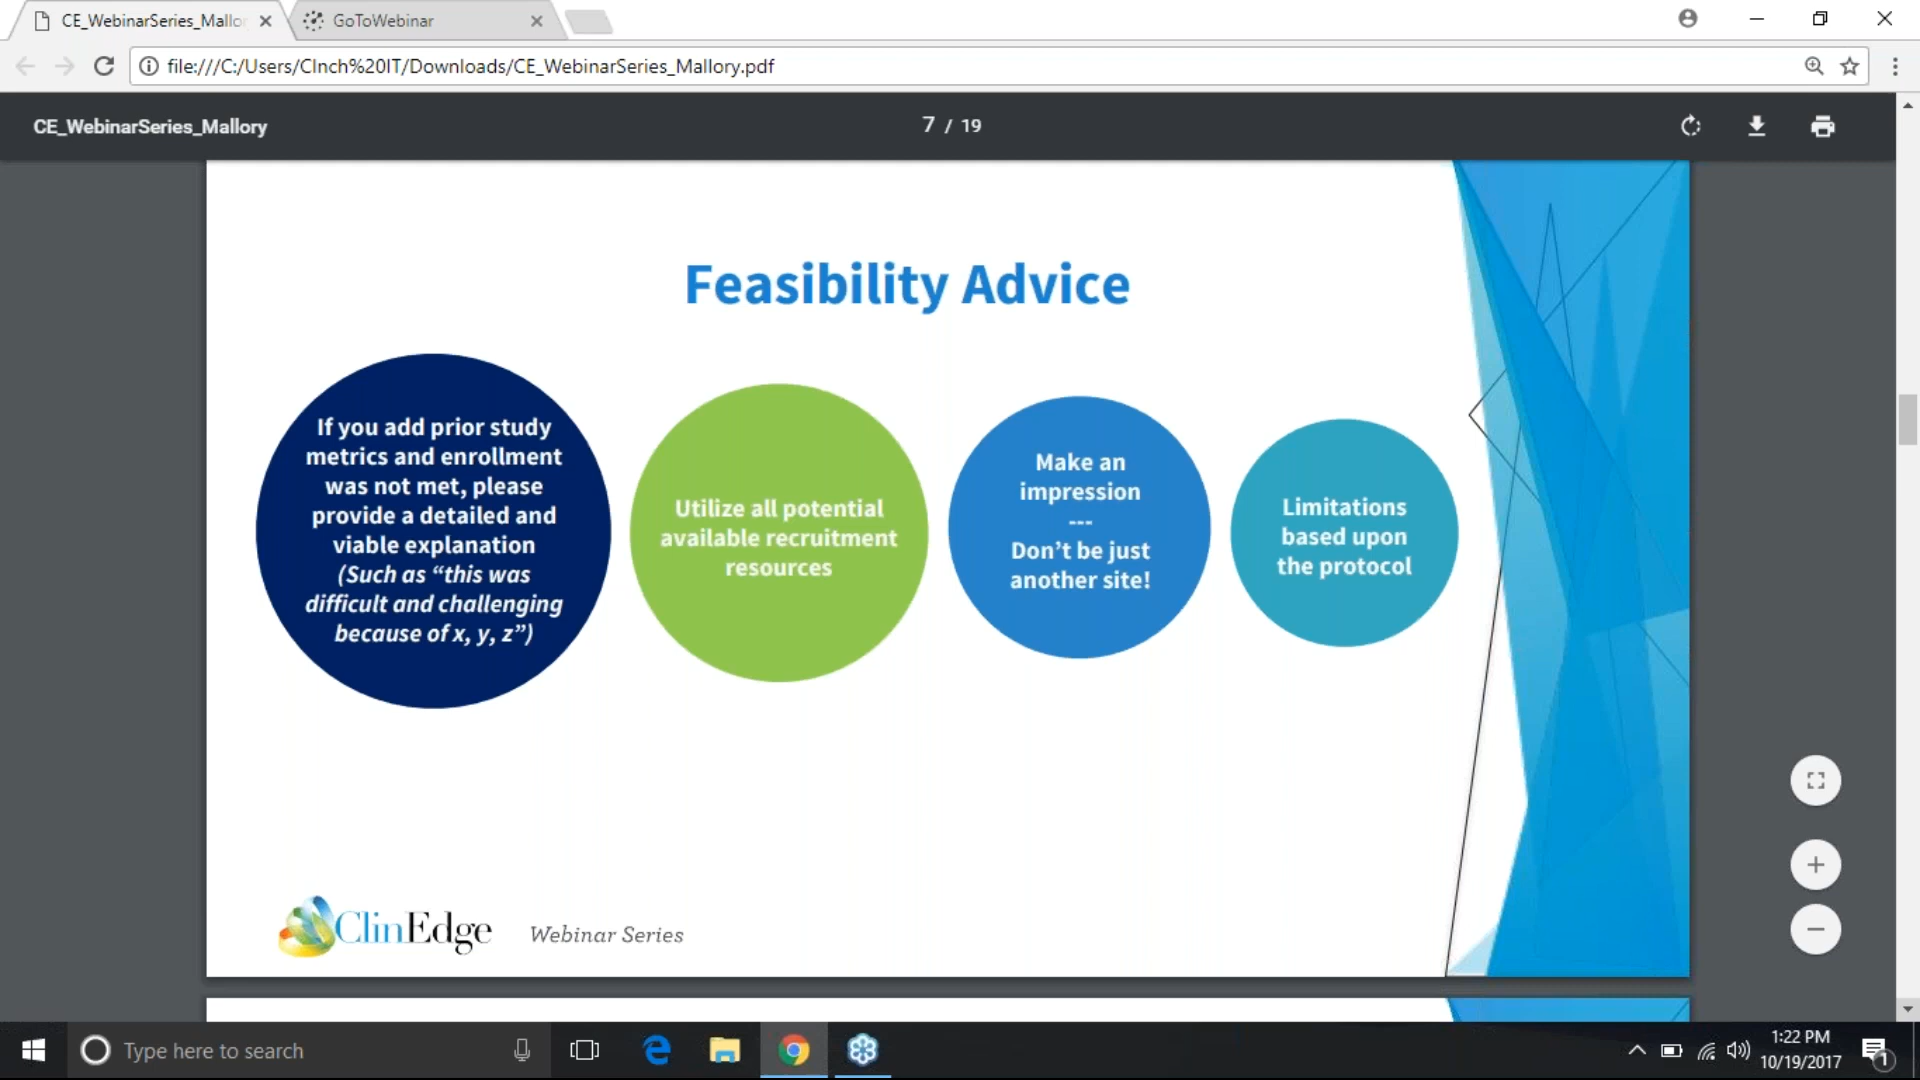 CE_WebinarSeries_Mallor
GoToWebinar
file:///C:/Users/CInch%20IT/Downloads/CE_WebinarSeries_Mallory.pdf
CE_WebinarSeries_Mallory
7 / 19
Feasibility Advice
If you add prior study
metrics and enrollment
was not met, please
provide a detailed and
viable explanation
(Such as “this was
difficult and challenging
because of x, y, z”)
Utilize all potential
available recruitment
resources
Make an
impression
---
Don’t be just
another site!
Limitations
based upon
the protocol
ClinEdge
Webinar Series
Type here to search
1:22 PM
10/19/2017
1